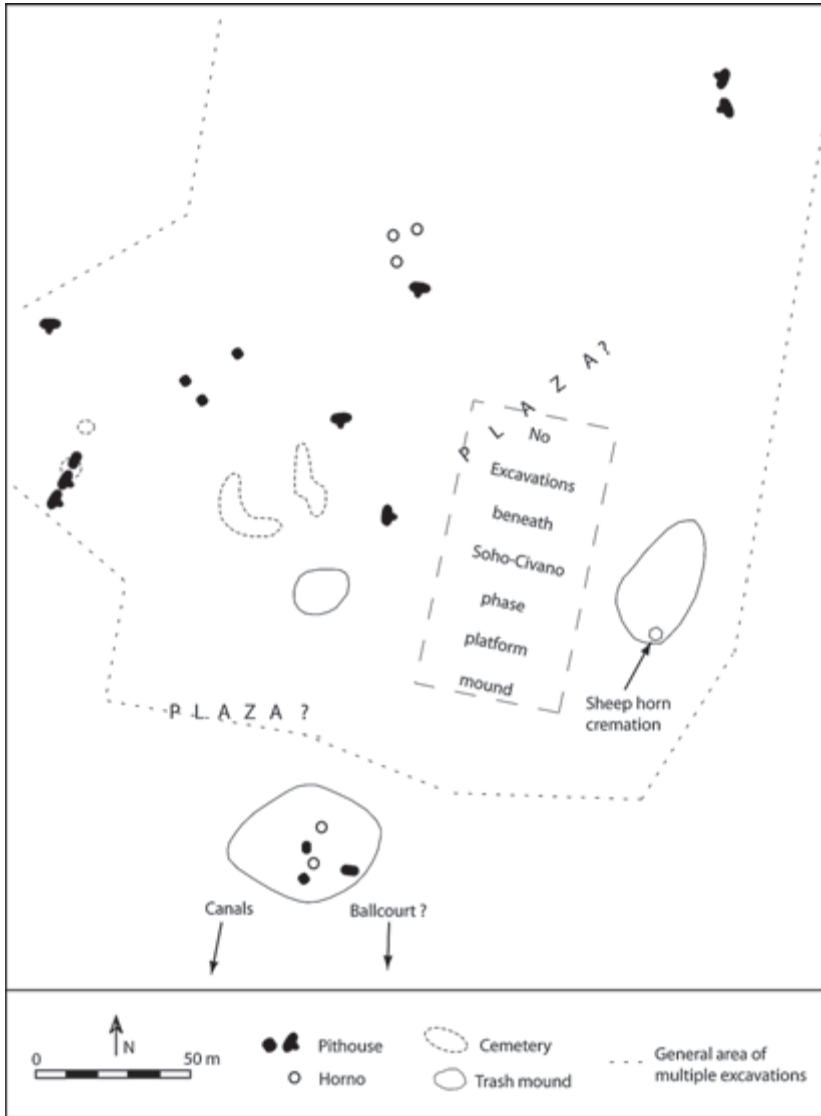 P L A Z A ?
No
Excavations
beneath
Soho-Civano
phase
platform
mound
Sheep horn
cremation
P L A Z A ?
Canals
Ballcourt ?
N
0
50 m
Pithouse
Horno
Cemetery
Trash mound
General area of
multiple excavations